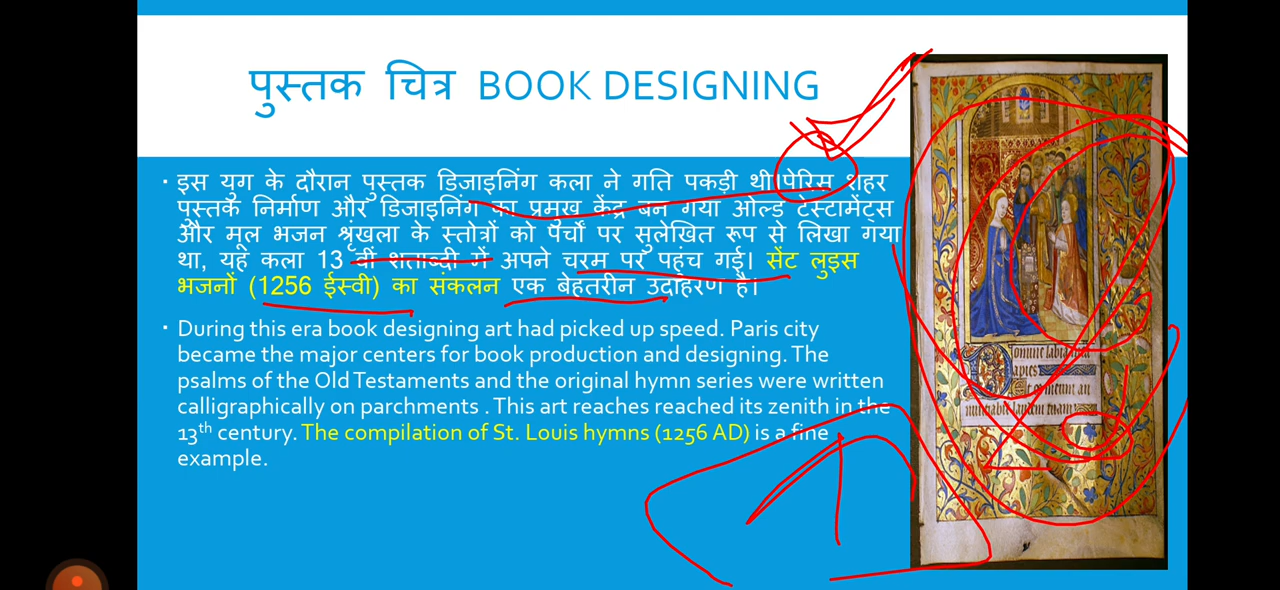 पुस्तक चित्र BOOK DESIGNING
• इस युग के दौरान पुस्तक डिजाइनिंग कला ने गति पकड़ी थी।पेरिस शहर
पुस्तक निर्माण और डिजाइनिंग का प्रमुख केंद्र बन गया ओल्ड टेस्टामेंट्स
और मूल भजन श्रृंखला के स्तोत्रों को पर्चों पर सुलेखित रूप से लिखा गया
था, यह कला 13 वीं शताब्दी में अपने चरम पर पहुंच गई। सेंट लुइस
भजनों (1256 ईस्वी) का संकलन एक बेहतरीन उदाहरण है।
• During this era book designing art had picked up speed. Paris city
became the major centers for book production and designing. The
psalms of the Old Testaments and the original hymn series were written
calligraphically on parchments . This art reaches reached its zenith in the
13th century. The compilation of St. Louis hymns (1256 AD) is a fine
example.